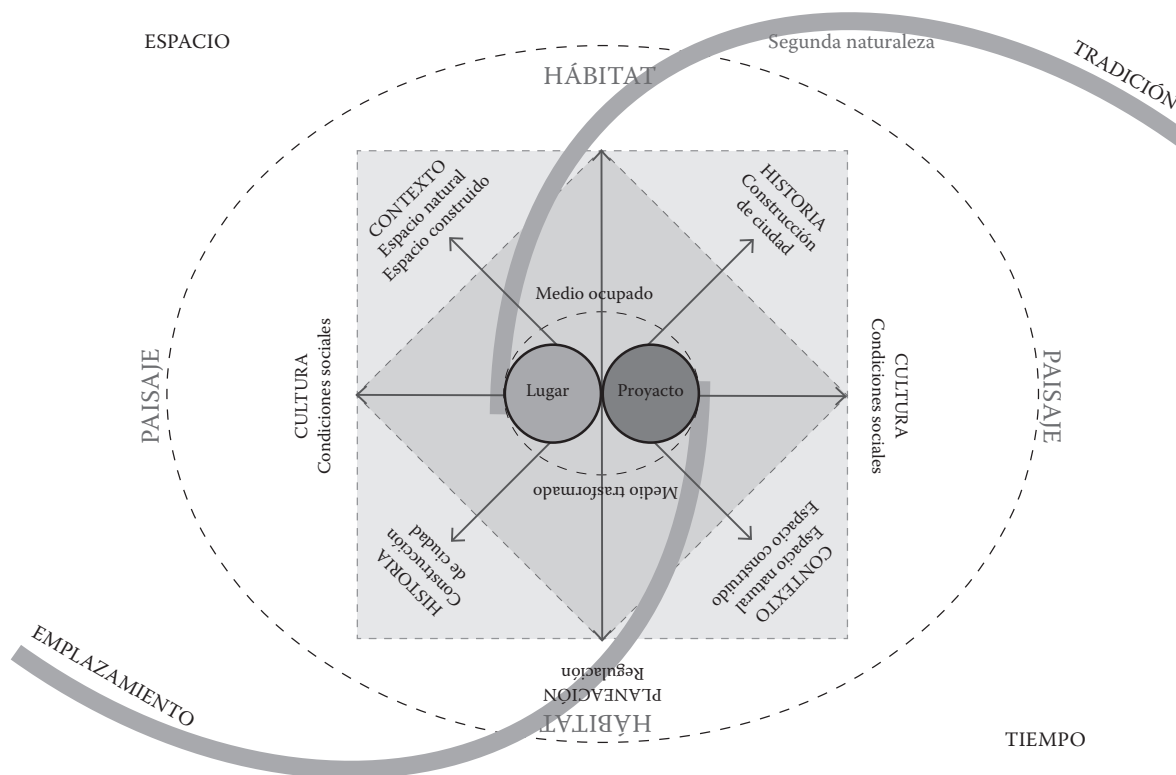 ESPACIO
Segunda naturaleza
TRADICIÓN
HÁBITAT
CONTEXTO
Espacio natural
Espacio construido
HISTORIA
Construcción
de ciudad
Medio ocupado
PAISAJE
CULTURA
Condiciones sociales
Lugar
Proyacto
CULTURA
Condiciones sociales
PAISAJE
Medio trasformado
HISTORIA
Construcción
de ciudad
CONTEXTO
Espacio natural
Espacio construido
EMPLAZAMIENTO
HÁBITAT
PLANEACIÓN
Regulación
TIEMPO